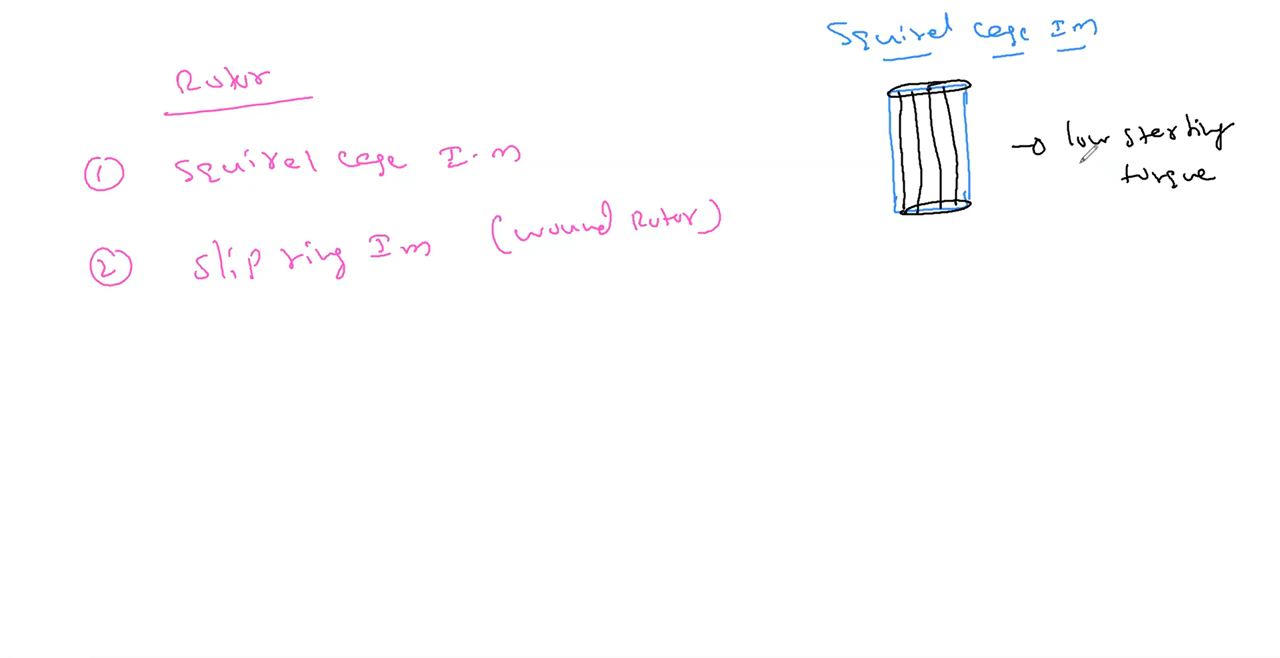 Rotor
① Squirel cage I.m
② Slip ring Im (wound Rotor)
Squirel cage Im
→ low starting
torque